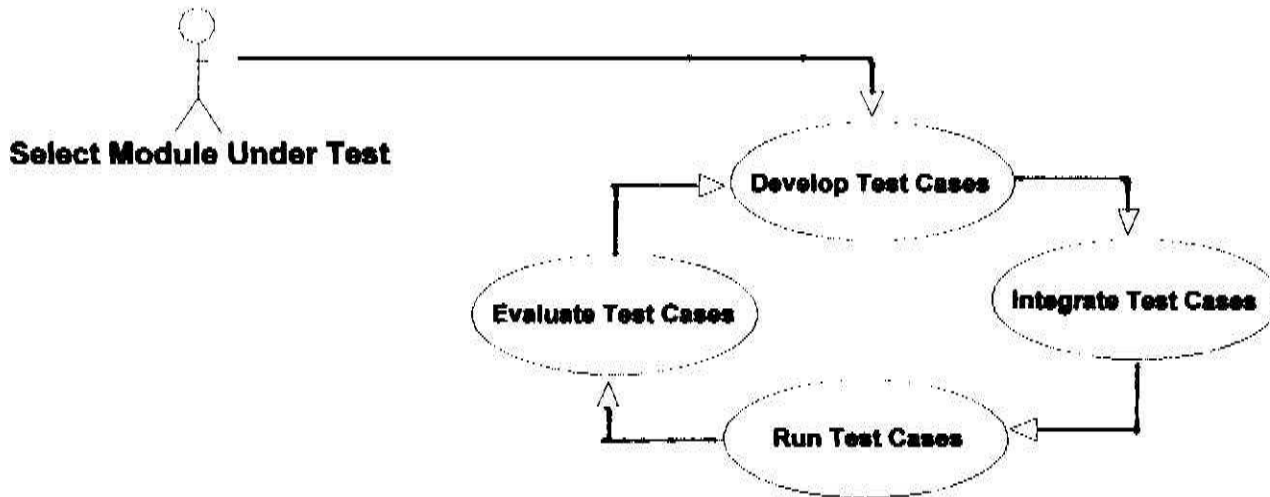 Select Module Under Test
Develop Test Cases
Integrate Test Cases
Evaluate Test Cases
Run Test Cases